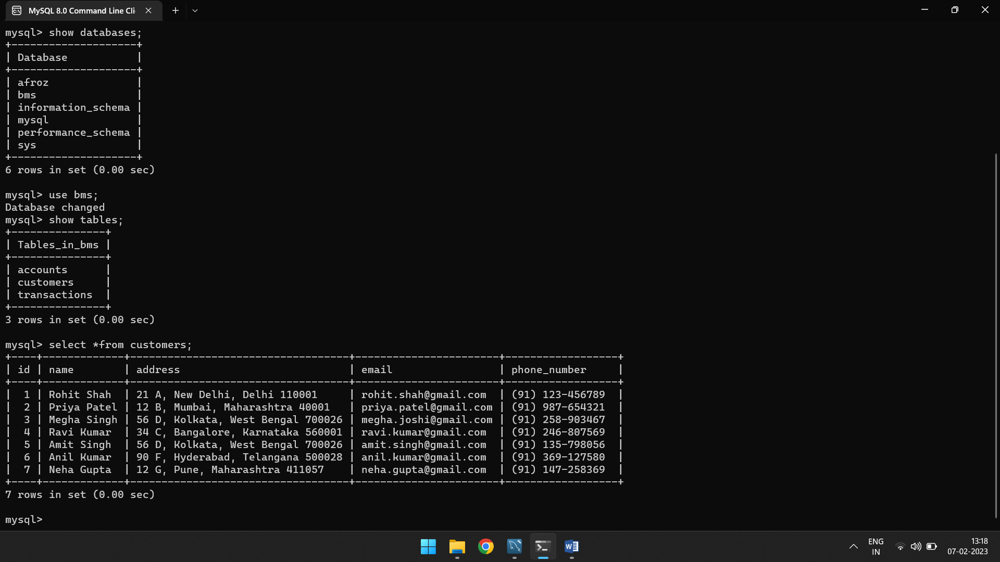 MySQL 8.0 Command Line Cli
mysql> show databases;
+--------------------+
| Database           |
+--------------------+
| afroz              |
| bms                |
| information_schema |
| mysql              |
| performance_schema |
| sys                |
+--------------------+
6 rows in set (0.00 sec)

mysql> use bms;
Database changed
mysql> show tables;
+---------------+
| Tables_in_bms |
+---------------+
| accounts      |
| customers     |
| transactions  |
+---------------+
3 rows in set (0.00 sec)

mysql> select *from customers;
+----+-------------+-----------------------------------+-----------------------+------------------+
| id | name        | address                           | email                 | phone_number     |
+----+-------------+-----------------------------------+-----------------------+------------------+
|  1 | Rohit Shah  | 21 A, New Delhi, Delhi 110001     | rohit.shah@gmail.com  | (91) 123-456789  |
|  2 | Priya Patel | 12 B, Mumbai, Maharashtra 40001   | priya.patel@gmail.com | (91) 987-654321  |
|  3 | Megha Singh | 56 D, Kolkata, West Bengal 700026 | megha.joshi@gmail.com | (91) 258-903467  |
|  4 | Ravi Kumar  | 34 C, Bangalore, Karnataka 560001 | ravi.kumar@gmail.com  | (91) 246-807569  |
|  5 | Amit Singh  | 56 D, Kolkata, West Bengal 700026 | amit.singh@gmail.com  | (91) 135-798056  |
|  6 | Anil Kumar  | 90 F, Hyderabad, Telangana 500028 | anil.kumar@gmail.com  | (91) 369-127580  |
|  7 | Neha Gupta  | 12 G, Pune, Maharashtra 411057    | neha.gupta@gmail.com  | (91) 147-258369  |
+----+-------------+-----------------------------------+-----------------------+------------------+
7 rows in set (0.00 sec)

mysql>
W
ENG
IN
13:18
07-02-2023